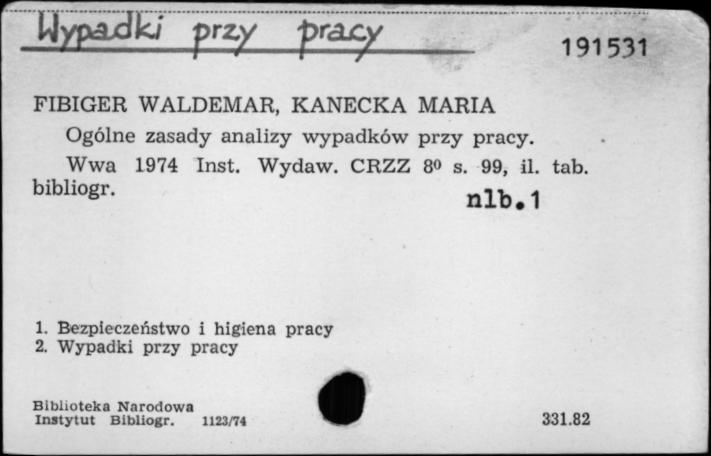 Wypadki przy pracy
191531
FIBIGER WALDEMAR, KANECKA MARIA
Ogólne zasady analizy wypadków przy pracy.
Wwa 1974 Inst. Wydaw. CRZZ 8⁰ s. 99, il. tab.
bibliogr.
nlb.1
1. Bezpieczeństwo i higiena pracy
2. Wypadki przy pracy
Biblioteka Narodowa
Instytut Bibliogr. 1123/74
331.82